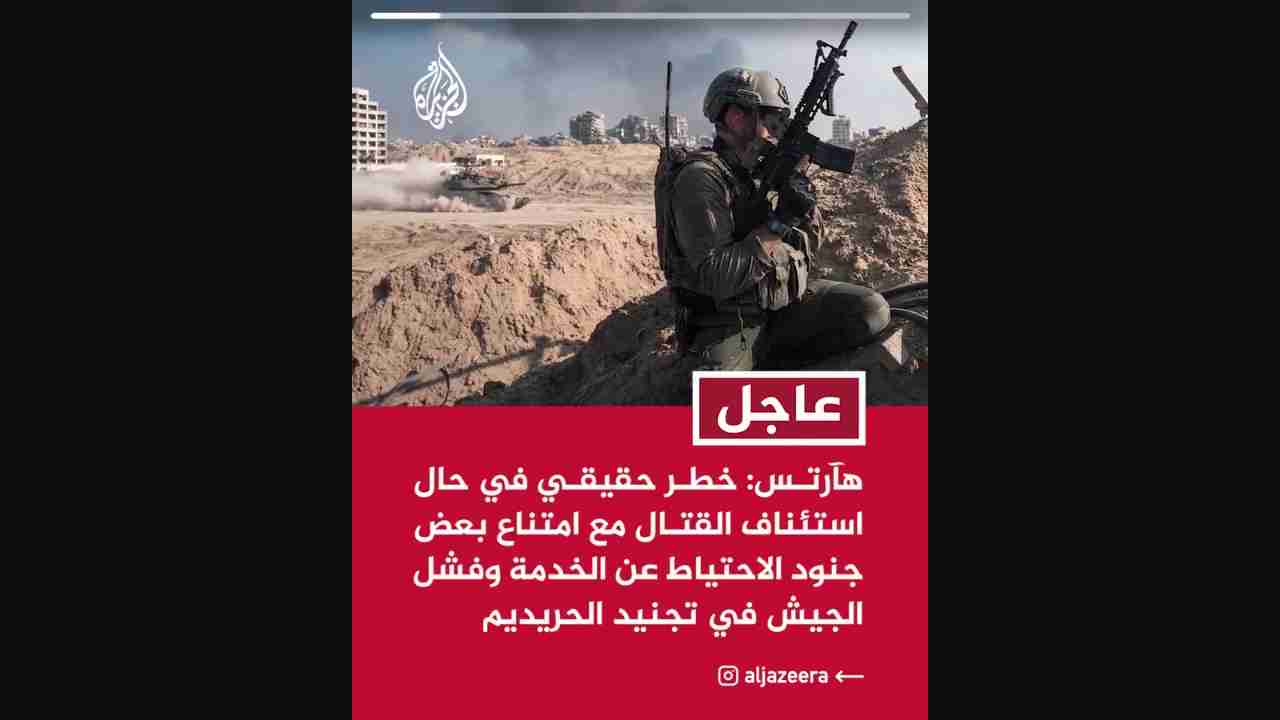 الجزيرة
عاجل
هآرتس: خطر حقيقي في حال
استئناف القتال مع امتناع بعض
جنود الاحتياط عن الخدمة وفشل
الجيش في تجنيد الحريديم
aljazeera